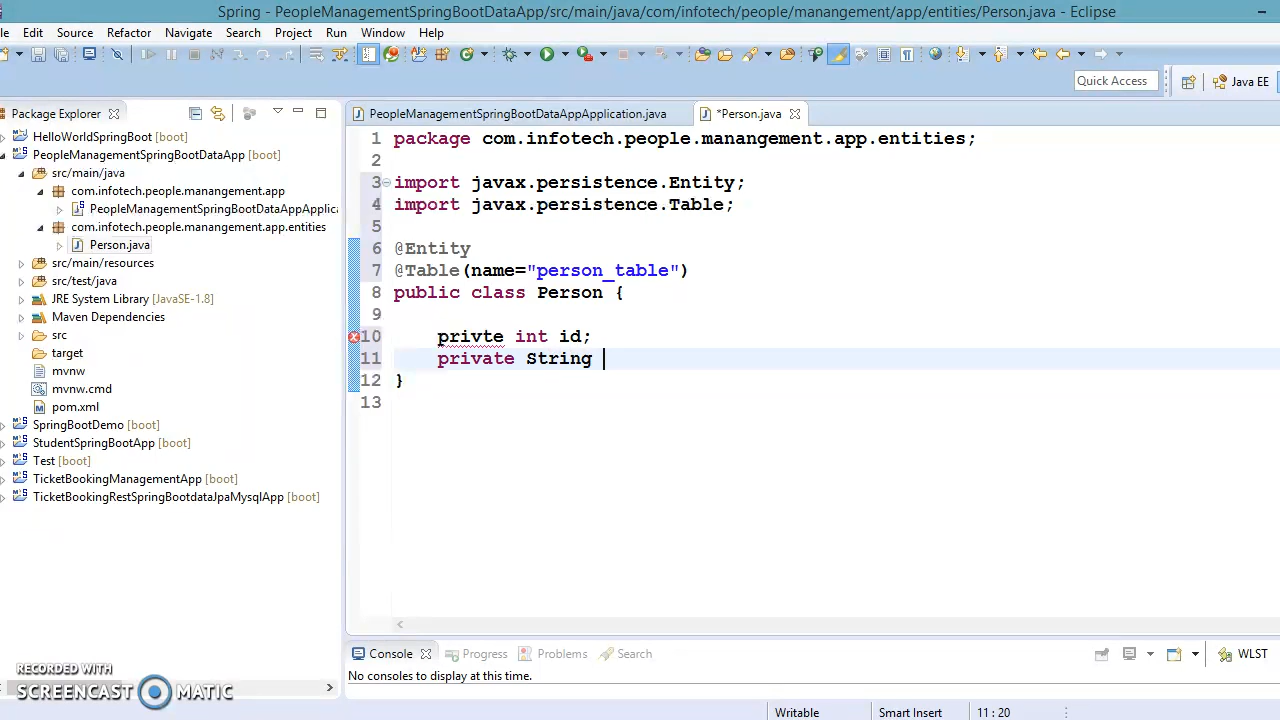 Spring - PeopleManagementSpringBootDataApp/src/main/java/com/infotech/people/manangement/app/entities/Person.java - Eclipse
le Edit Source Refactor Navigate Search Project Run Window Help
Quick Access
Java EE
Package Explorer
HelloWorldSpringBoot [boot]
PeopleManagementSpringBootDataApp [boot]
src/main/java
com.infotech.people.manangement.app
PeopleManagementSpringBootDataAppApplica
com.infotech.people.manangement.app.entities
Person.java
src/main/resources
src/test/java
JRE System Library [JavaSE-1.8]
Maven Dependencies
src
target
mvnw
mvnw.cmd
pom.xml
SpringBootDemo [boot]
StudentSpringBootApp [boot]
Test [boot]
TicketBookingManagementApp [boot]
TicketBookingRestSpringBootdataJpaMysqlApp [boot]
PeopleManagementSpringBootDataAppApplication.java
*Person.java
1 package com.infotech.people.manangement.app.entities;
2
3 import javax.persistence.Entity;
4 import javax.persistence.Table;
5
6 @Entity
7 @Table(name="person_table")
8 public class Person {
9
10 privte int id;
11 private String
12 }
13
Console Progress Problems Search
WLST
No consoles to display at this time.
RECORDED WITH
SCREENCAST MATIC
Writable Smart Insert 11 : 20